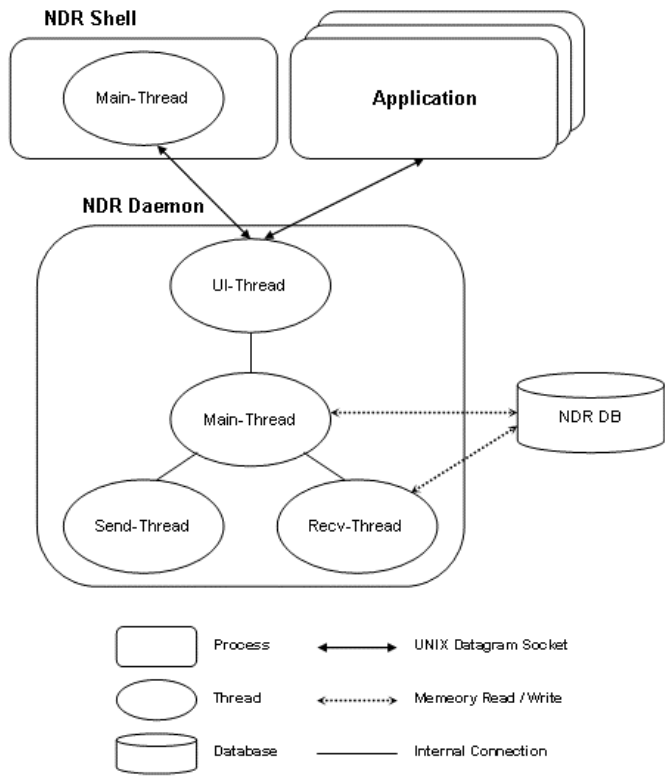 NDR Shell
Main-Thread
Application
NDR Daemon
UI-Thread
Main-Thread
NDR DB
Send-Thread
Recv-Thread
Process
UNIX Datagram Socket
Thread
Memeory Read / Write
Database
Internal Connection